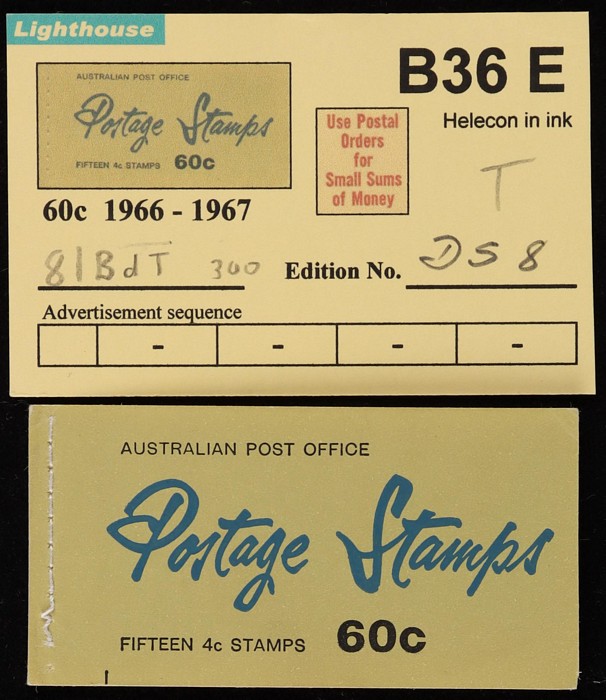 Lighthouse
AUSTRALIAN POST OFFICE
Postage Stamps
FIFTEEN 4c STAMPS 60c
60c 1966 - 1967
B36 E
Helecon in ink
Use Postal
Orders
for
Small Sums
of Money
T
81BdT 300
Edition No. DS 8
Advertisement sequence
- - - -
AUSTRALIAN POST OFFICE
Postage Stamps
FIFTEEN 4c STAMPS 60c